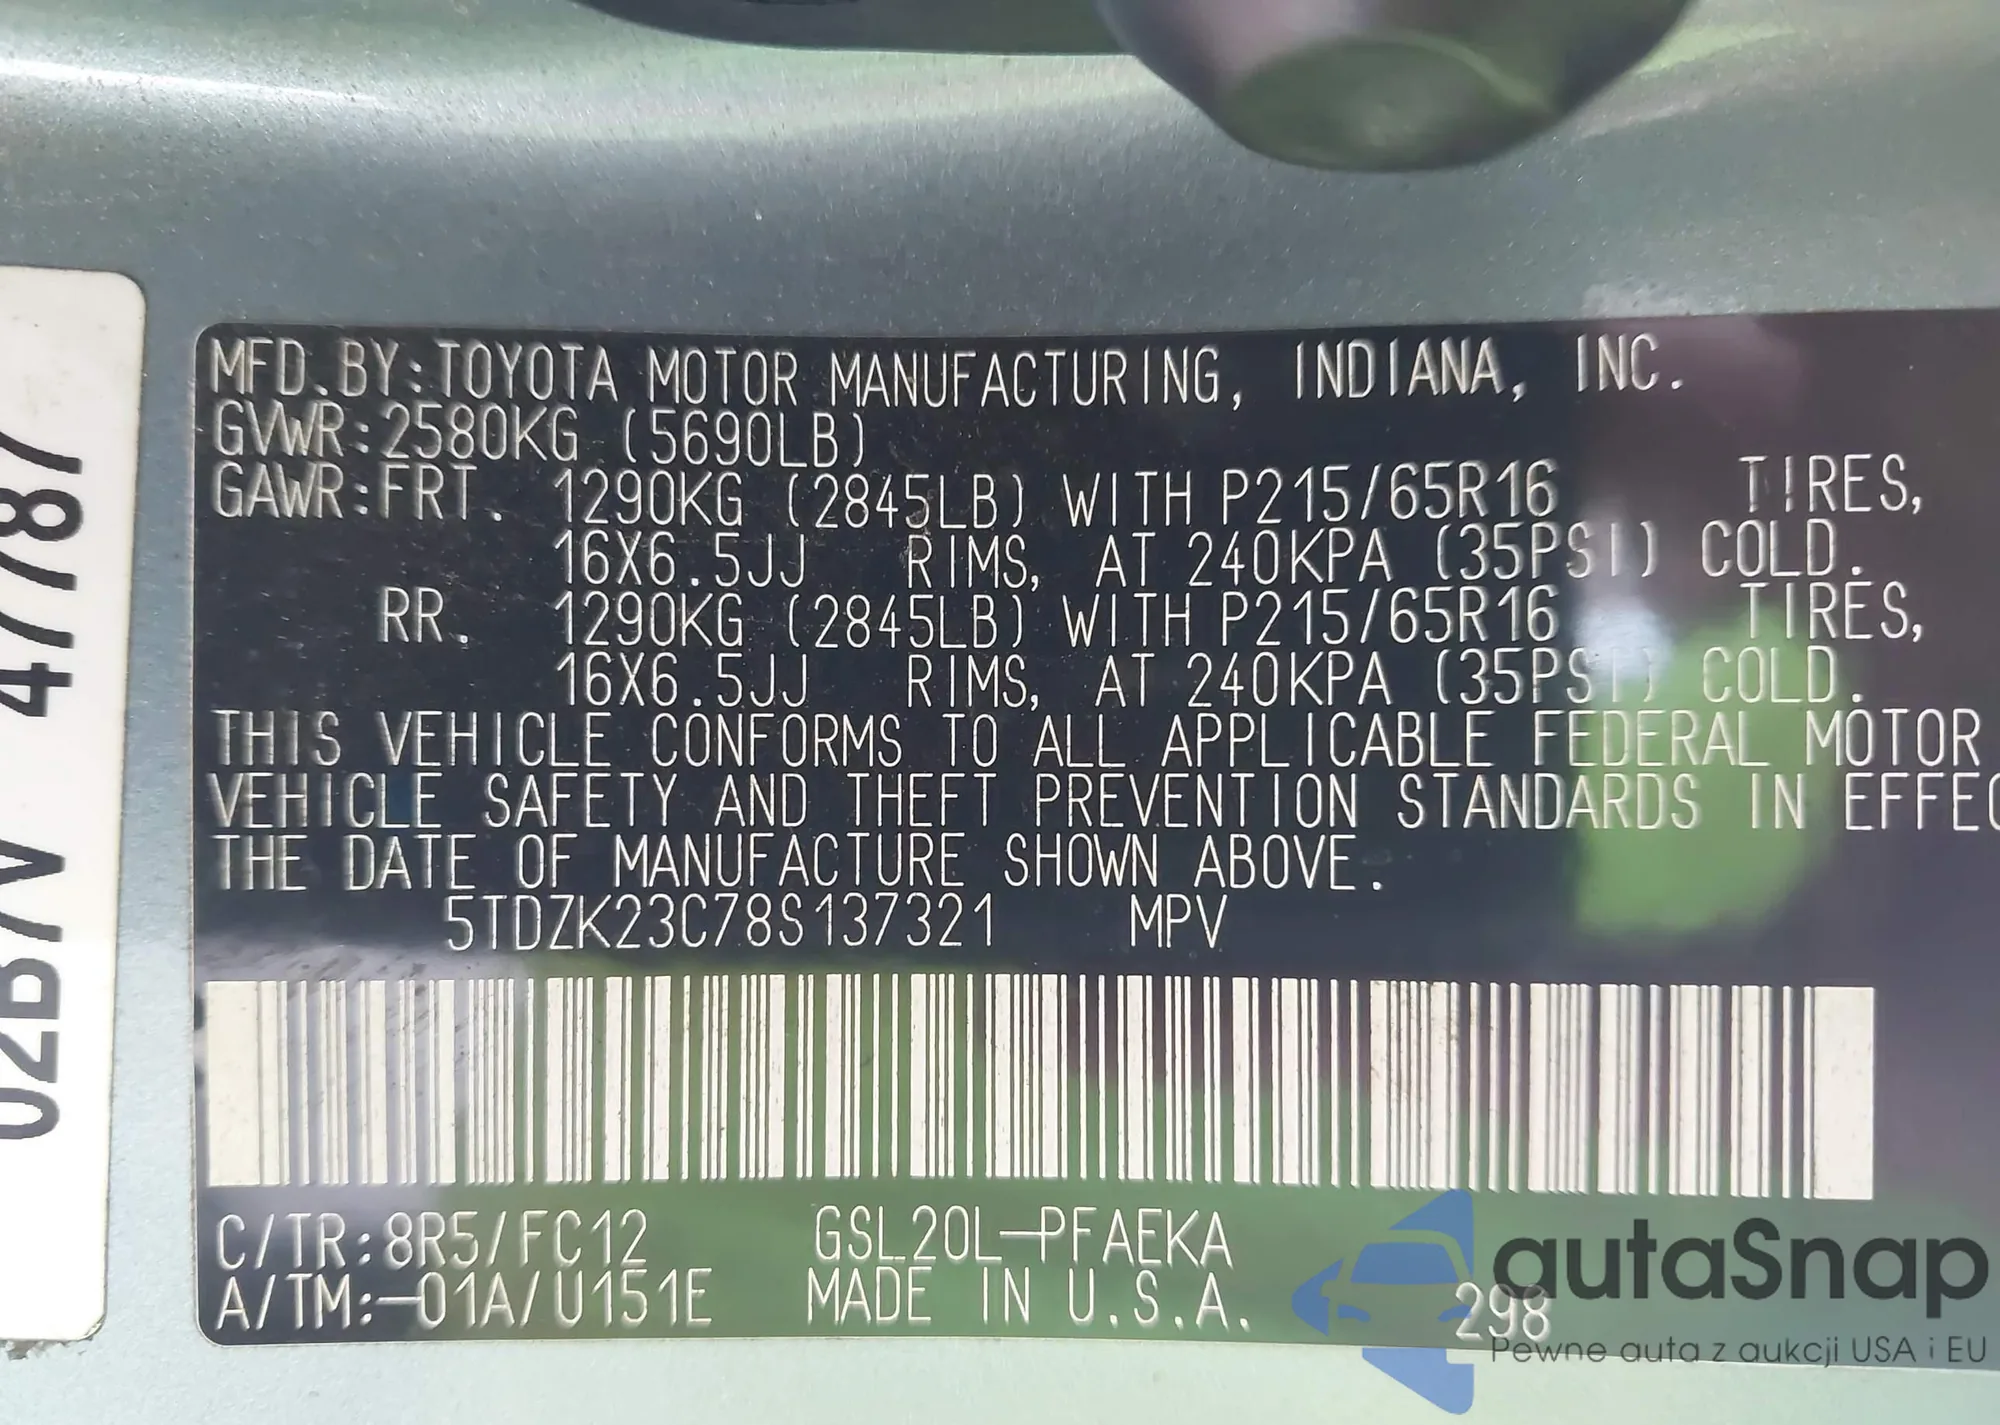 MFD.BY:TOYOTA MOTOR MANUFACTURING, INDIANA, INC.
GVWR:2580KG (5690LB)
GAWR:FRT. 1290KG (2845LB) WITH P215/65R16 TIRES,
16X6.5JJ RIMS, AT 240KPA (35PSI) COLD.
RR. 1290KG (2845LB) WITH P215/65R16 TIRES,
16X6.5JJ RIMS, AT 240KPA (35PSI) COLD.
THIS VEHICLE CONFORMS TO ALL APPLICABLE FEDERAL MOTOR
VEHICLE SAFETY AND THEFT PREVENTION STANDARDS IN EFFEC
THE DATE OF MANUFACTURE SHOWN ABOVE.
5TDZK23C78S137321 MPV
C/TR:8R5/FC12 GSL20L-PFAEKA
A/TM:-01A/U151E MADE IN U.S.A. 298
02B7V 47787
autoSnap
Pewne auta z aukcji USA i EU